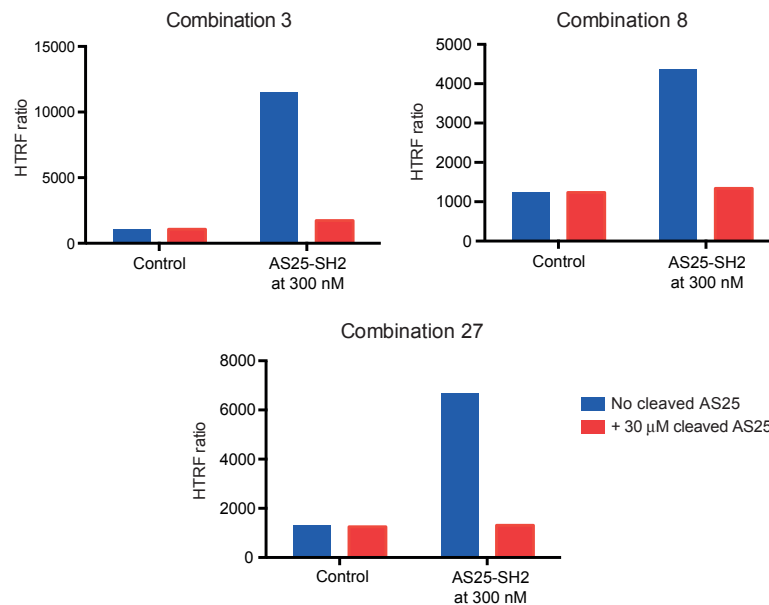 Combination 3
15000
10000
5000
0
HTRF ratio
Control
AS25-SH2
at 300 nM
Combination 8
5000
4000
3000
2000
1000
0
HTRF ratio
Control
AS25-SH2
at 300 nM
Combination 27
8000
6000
4000
2000
0
HTRF ratio
Control
AS25-SH2
at 300 nM
No cleaved AS25
+ 30 μM cleaved AS25